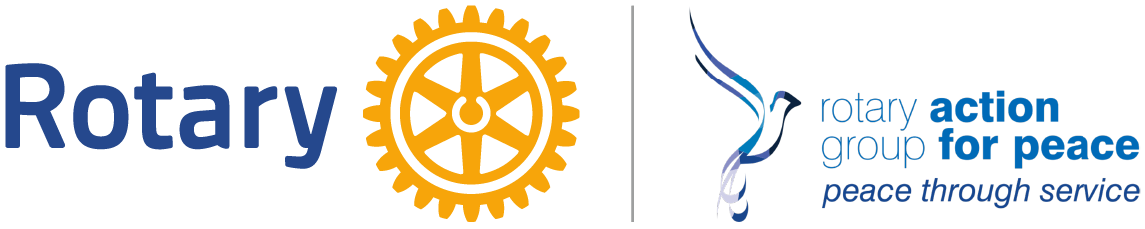 Rotary
rotary action
group for peace
peace through service